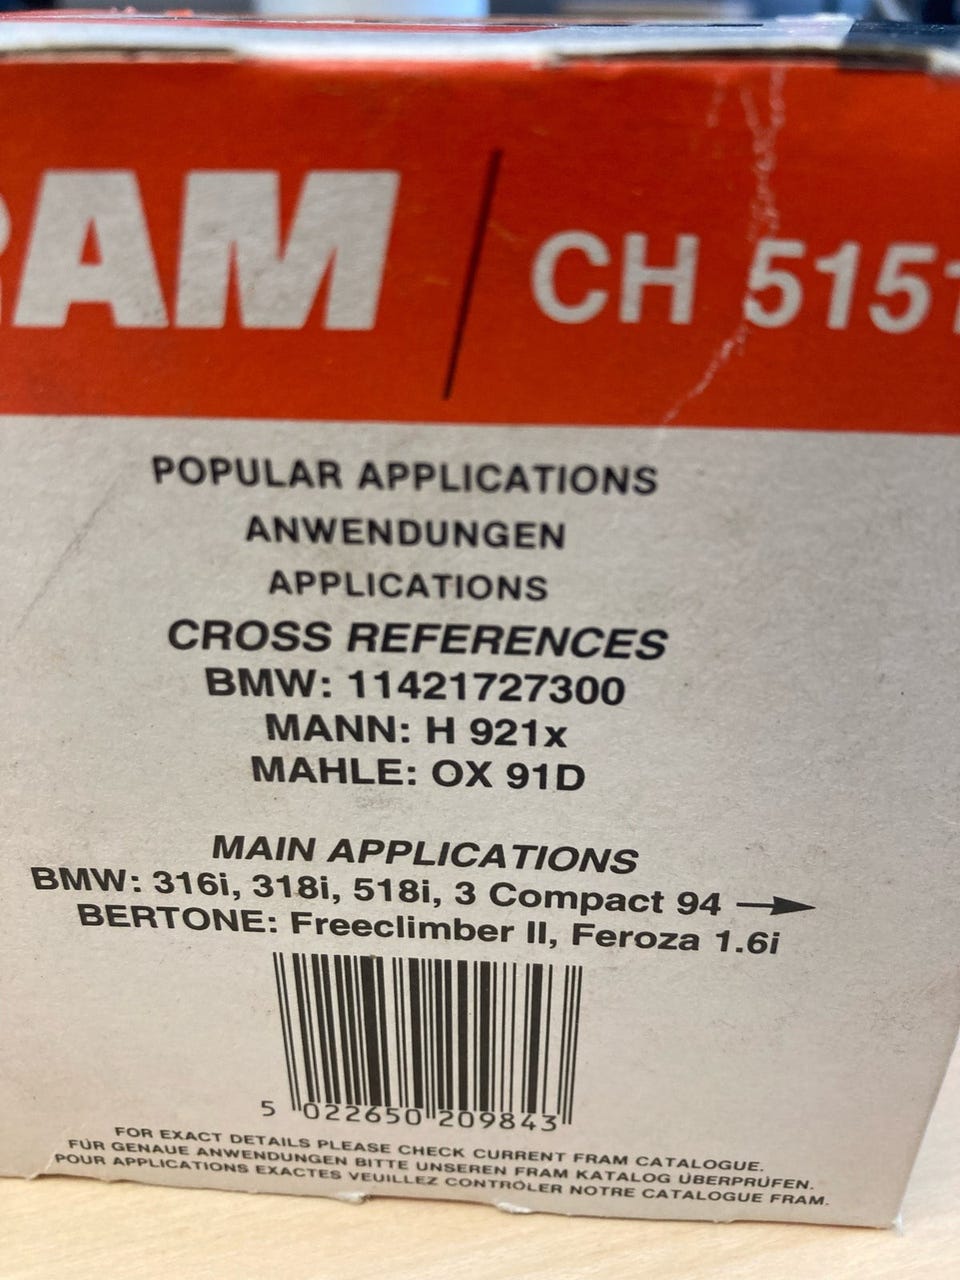 RAM / CH 5151
POPULAR APPLICATIONS
ANWENDUNGEN
APPLICATIONS
CROSS REFERENCES
BMW: 11421727300
MANN: H 921x
MAHLE: OX 91D
MAIN APPLICATIONS
BMW: 316i, 318i, 518i, 3 Compact 94 →
BERTONE: Freeclimber II, Feroza 1.6i
5 022650 209843
FOR EXACT DETAILS PLEASE CHECK CURRENT FRAM CATALOGUE.
FÜR GENAUE ANWENDUNGEN BITTE UNSEREN FRAM KATALOG ÜBERPRÜFEN.
POUR APPLICATIONS EXACTES VEUILLEZ CONTRÔLER NOTRE CATALOGUE FRAM.